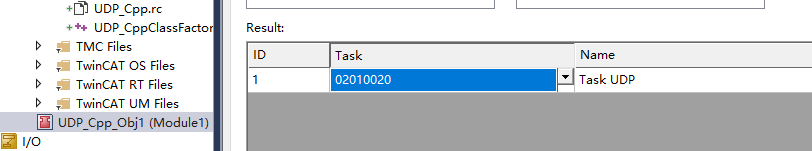 UDP_Cpp.rc
UDP_CppClassFactor
TMC Files
TwinCAT OS Files
TwinCAT RT Files
TwinCAT UM Files
UDP_Cpp_Obj1 (Module1)
I/O
Result:
ID Task Name
1 02010020 Task UDP